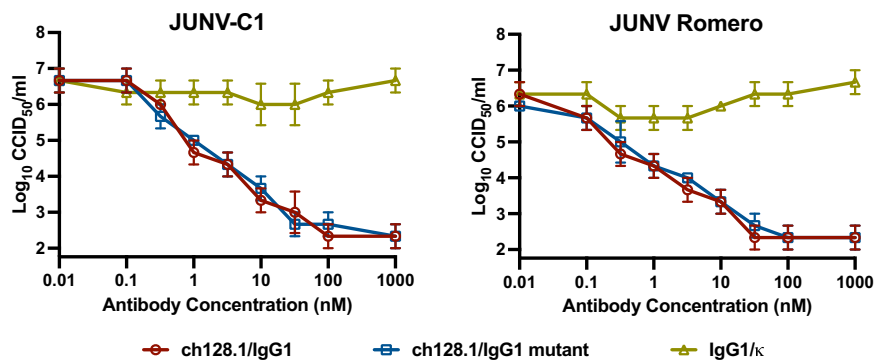 JUNV-C1
8
7
6
5
4
3
2
Log₁₀ CCID₅₀/ml
0.01 0.1 1 10 100 1000
Antibody Concentration (nM)
JUNV Romero
8
7
6
5
4
3
2
Log₁₀ CCID₅₀/ml
0.01 0.1 1 10 100 1000
Antibody Concentration (nM)
ch128.1/IgG1 ch128.1/IgG1 mutant IgG1/κ